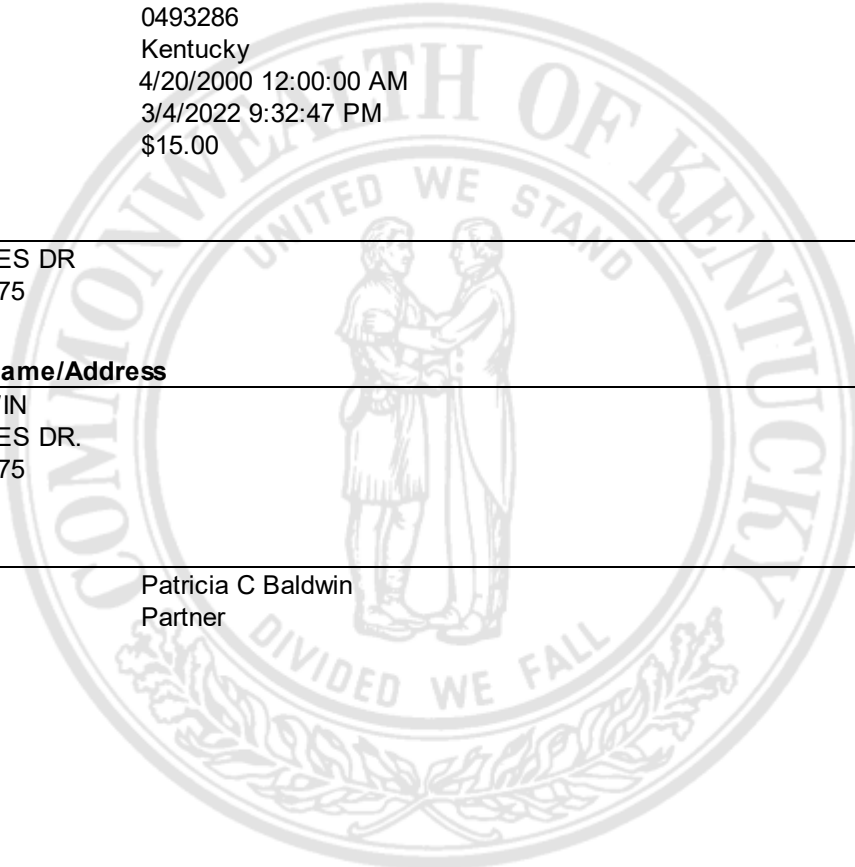 0493286
Kentucky
4/20/2000 12:00:00 AM
3/4/2022 9:32:47 PM
$15.00
COMMONWEALTH OF KENTUCKY
UNITED WE STAND
ES DR
75
ame/Address
IN
ES DR.
75
Patricia C Baldwin
Partner
DIVIDED WE FALL